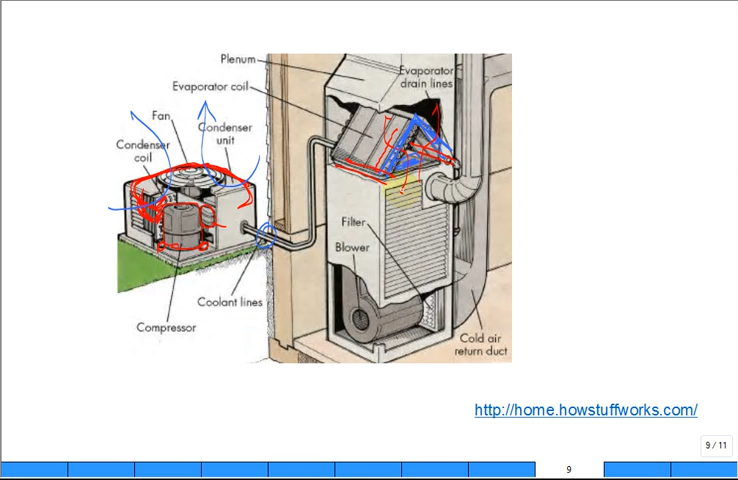 Plenum
Evaporator
drain lines
Evaporator coil
Fan
Condenser
unit
Condenser
coil
Filter
Blower
Coolant lines
Compressor
Cold air
return duct
http://home.howstuffworks.com/
9 / 11
9